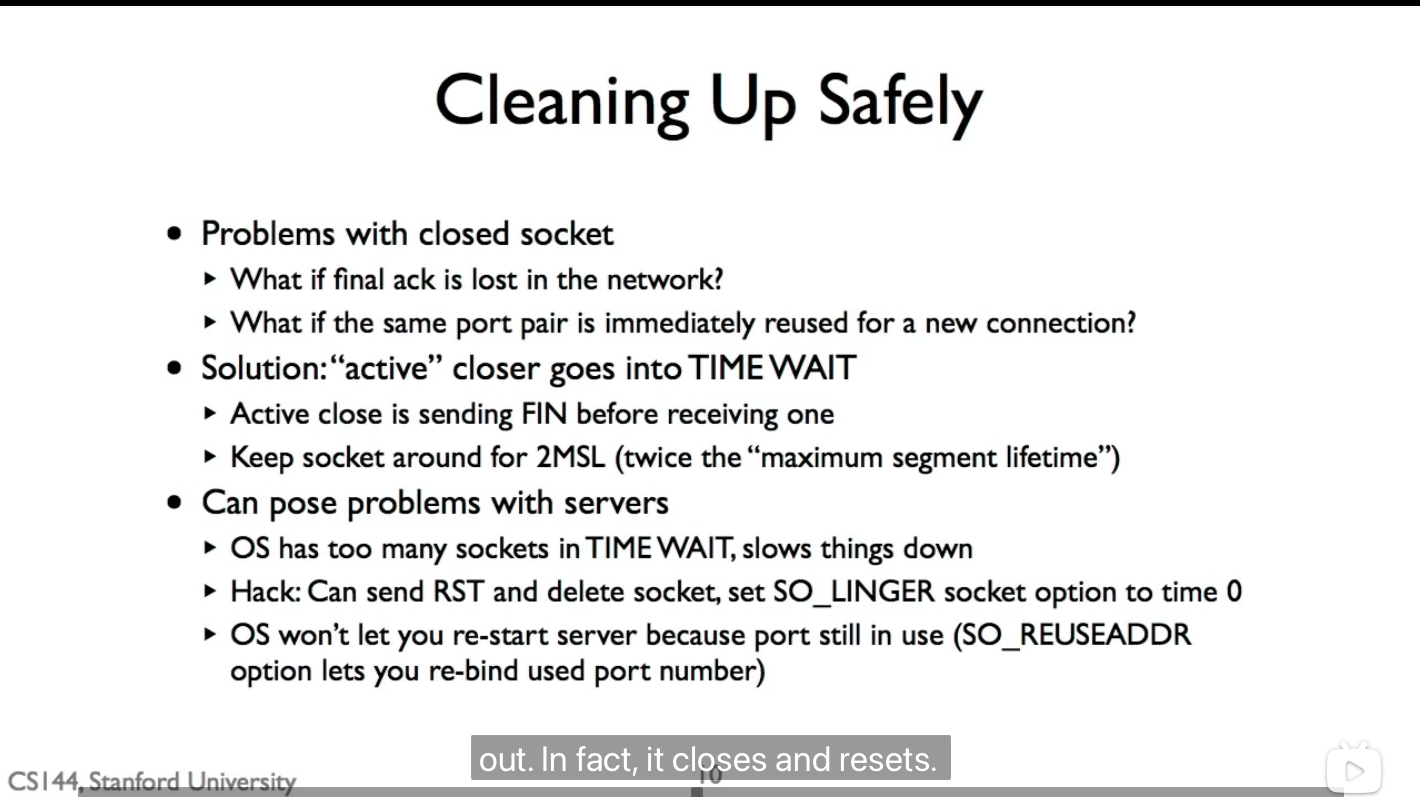 Cleaning Up Safely
• Problems with closed socket
‣ What if final ack is lost in the network?
‣ What if the same port pair is immediately reused for a new connection?
• Solution: “active” closer goes into TIME WAIT
‣ Active close is sending FIN before receiving one
‣ Keep socket around for 2MSL (twice the “maximum segment lifetime”)
• Can pose problems with servers
‣ OS has too many sockets in TIME WAIT, slows things down
‣ Hack: Can send RST and delete socket, set SO_LINGER socket option to time 0
‣ OS won’t let you re-start server because port still in use (SO_REUSEADDR
option lets you re-bind used port number)
out. In fact, it closes and resets.
CS144, Stanford University
10